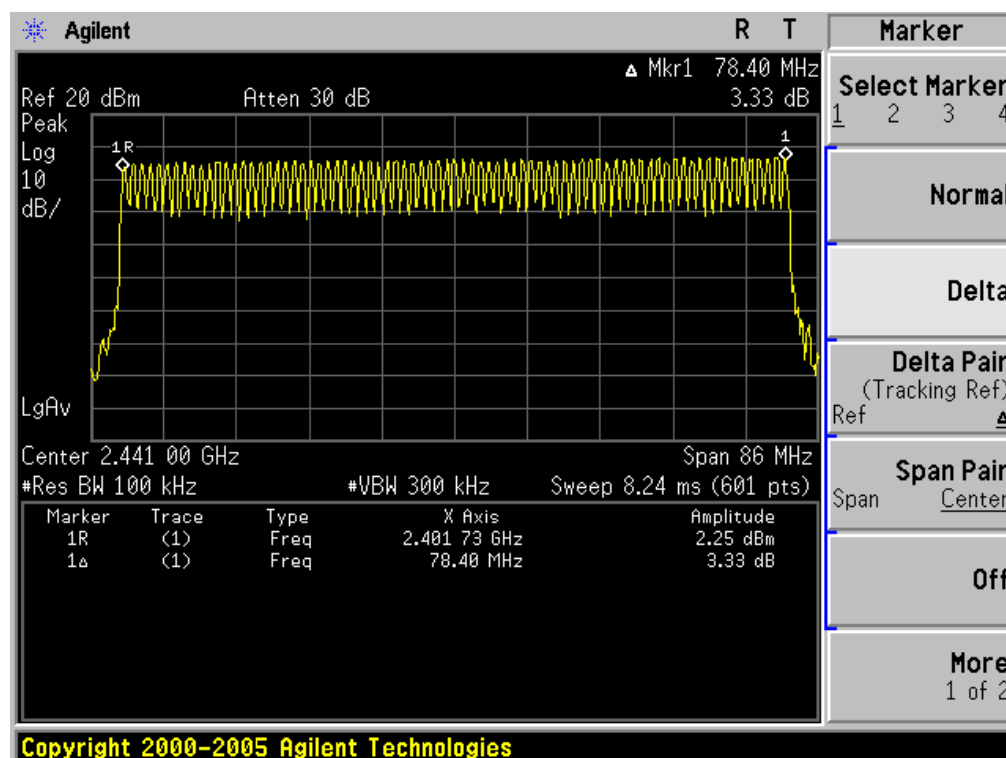 Agilent R T
Δ Mkr1 78.40 MHz
Ref 20 dBm Atten 30 dB 3.33 dB
Peak
Log
10
dB/
1R
1
LgAv
Center 2.441 00 GHz Span 86 MHz
#Res BW 100 kHz #VBW 300 kHz Sweep 8.24 ms (601 pts)
Marker Trace Type X Axis Amplitude
1R (1) Freq 2.401 73 GHz 2.25 dBm
1Δ (1) Freq 78.40 MHz 3.33 dB
Marker
Select Marker
1 2 3 4
Normal
Delta
Delta Pair
(Tracking Ref)
Ref Δ
Span Pair
Span Center
Off
More
1 of 2
Copyright 2000-2005 Agilent Technologies